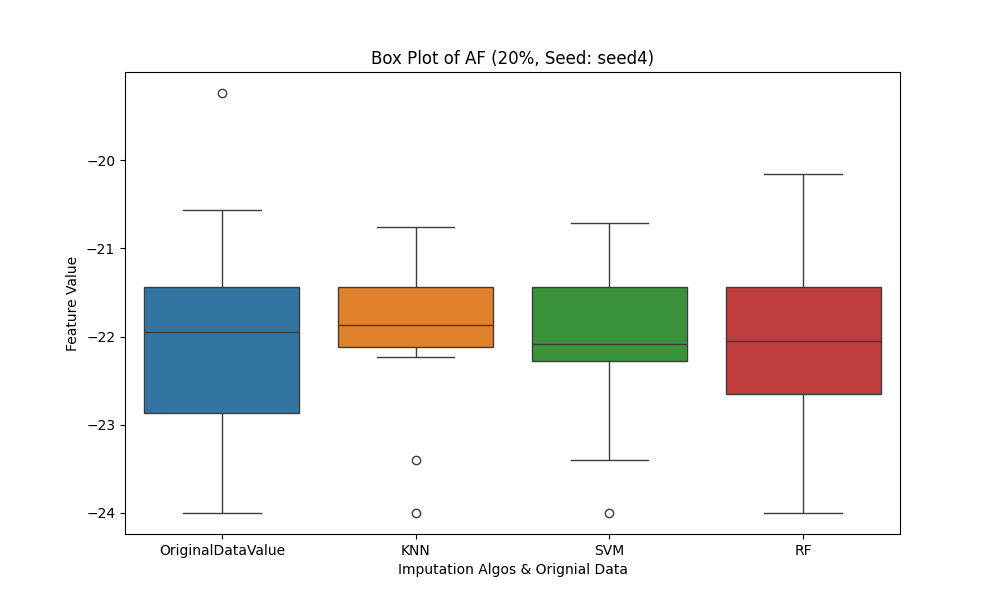 Box Plot of AF (20%, Seed: seed4)
Feature Value
−20
−21
−22
−23
−24
OriginalDataValue
KNN
SVM
RF
Imputation Algos & Orignial Data